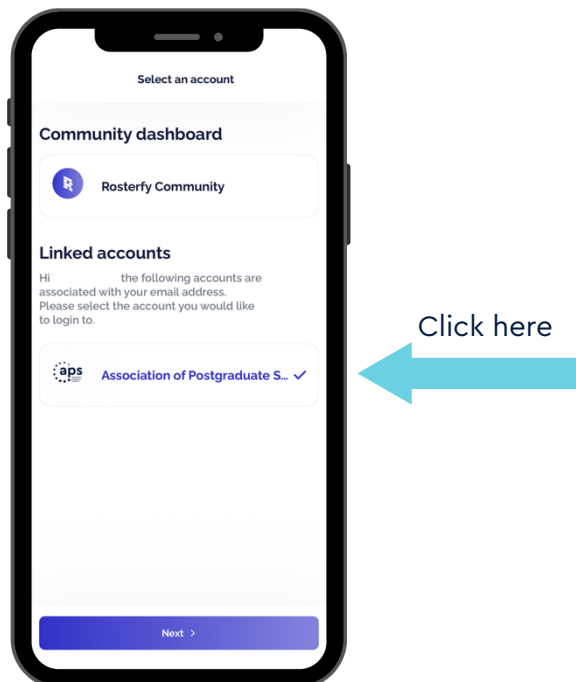 Select an account
Community dashboard
R
Rosterfy Community
Linked accounts
Hi the following accounts are
associated with your email address.
Please select the account you would like
to login to.
aps
Association of Postgraduate S...
Next >
Click here